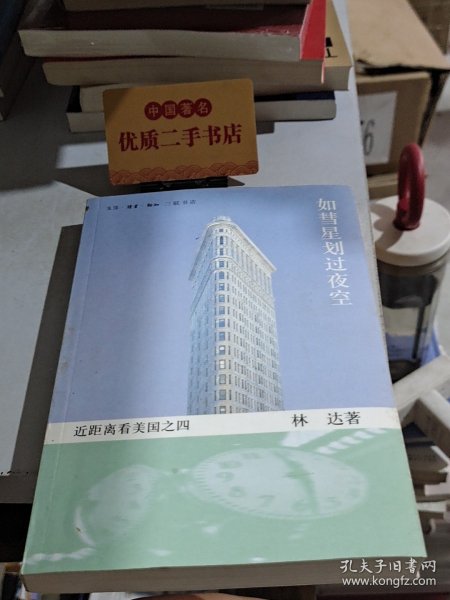 中国著名
优质二手书店
生活·讀書·新知 三联书店
如彗星划过夜空
近距离看美国之四
林 达著
孔夫子旧书网
www.kongfz.com